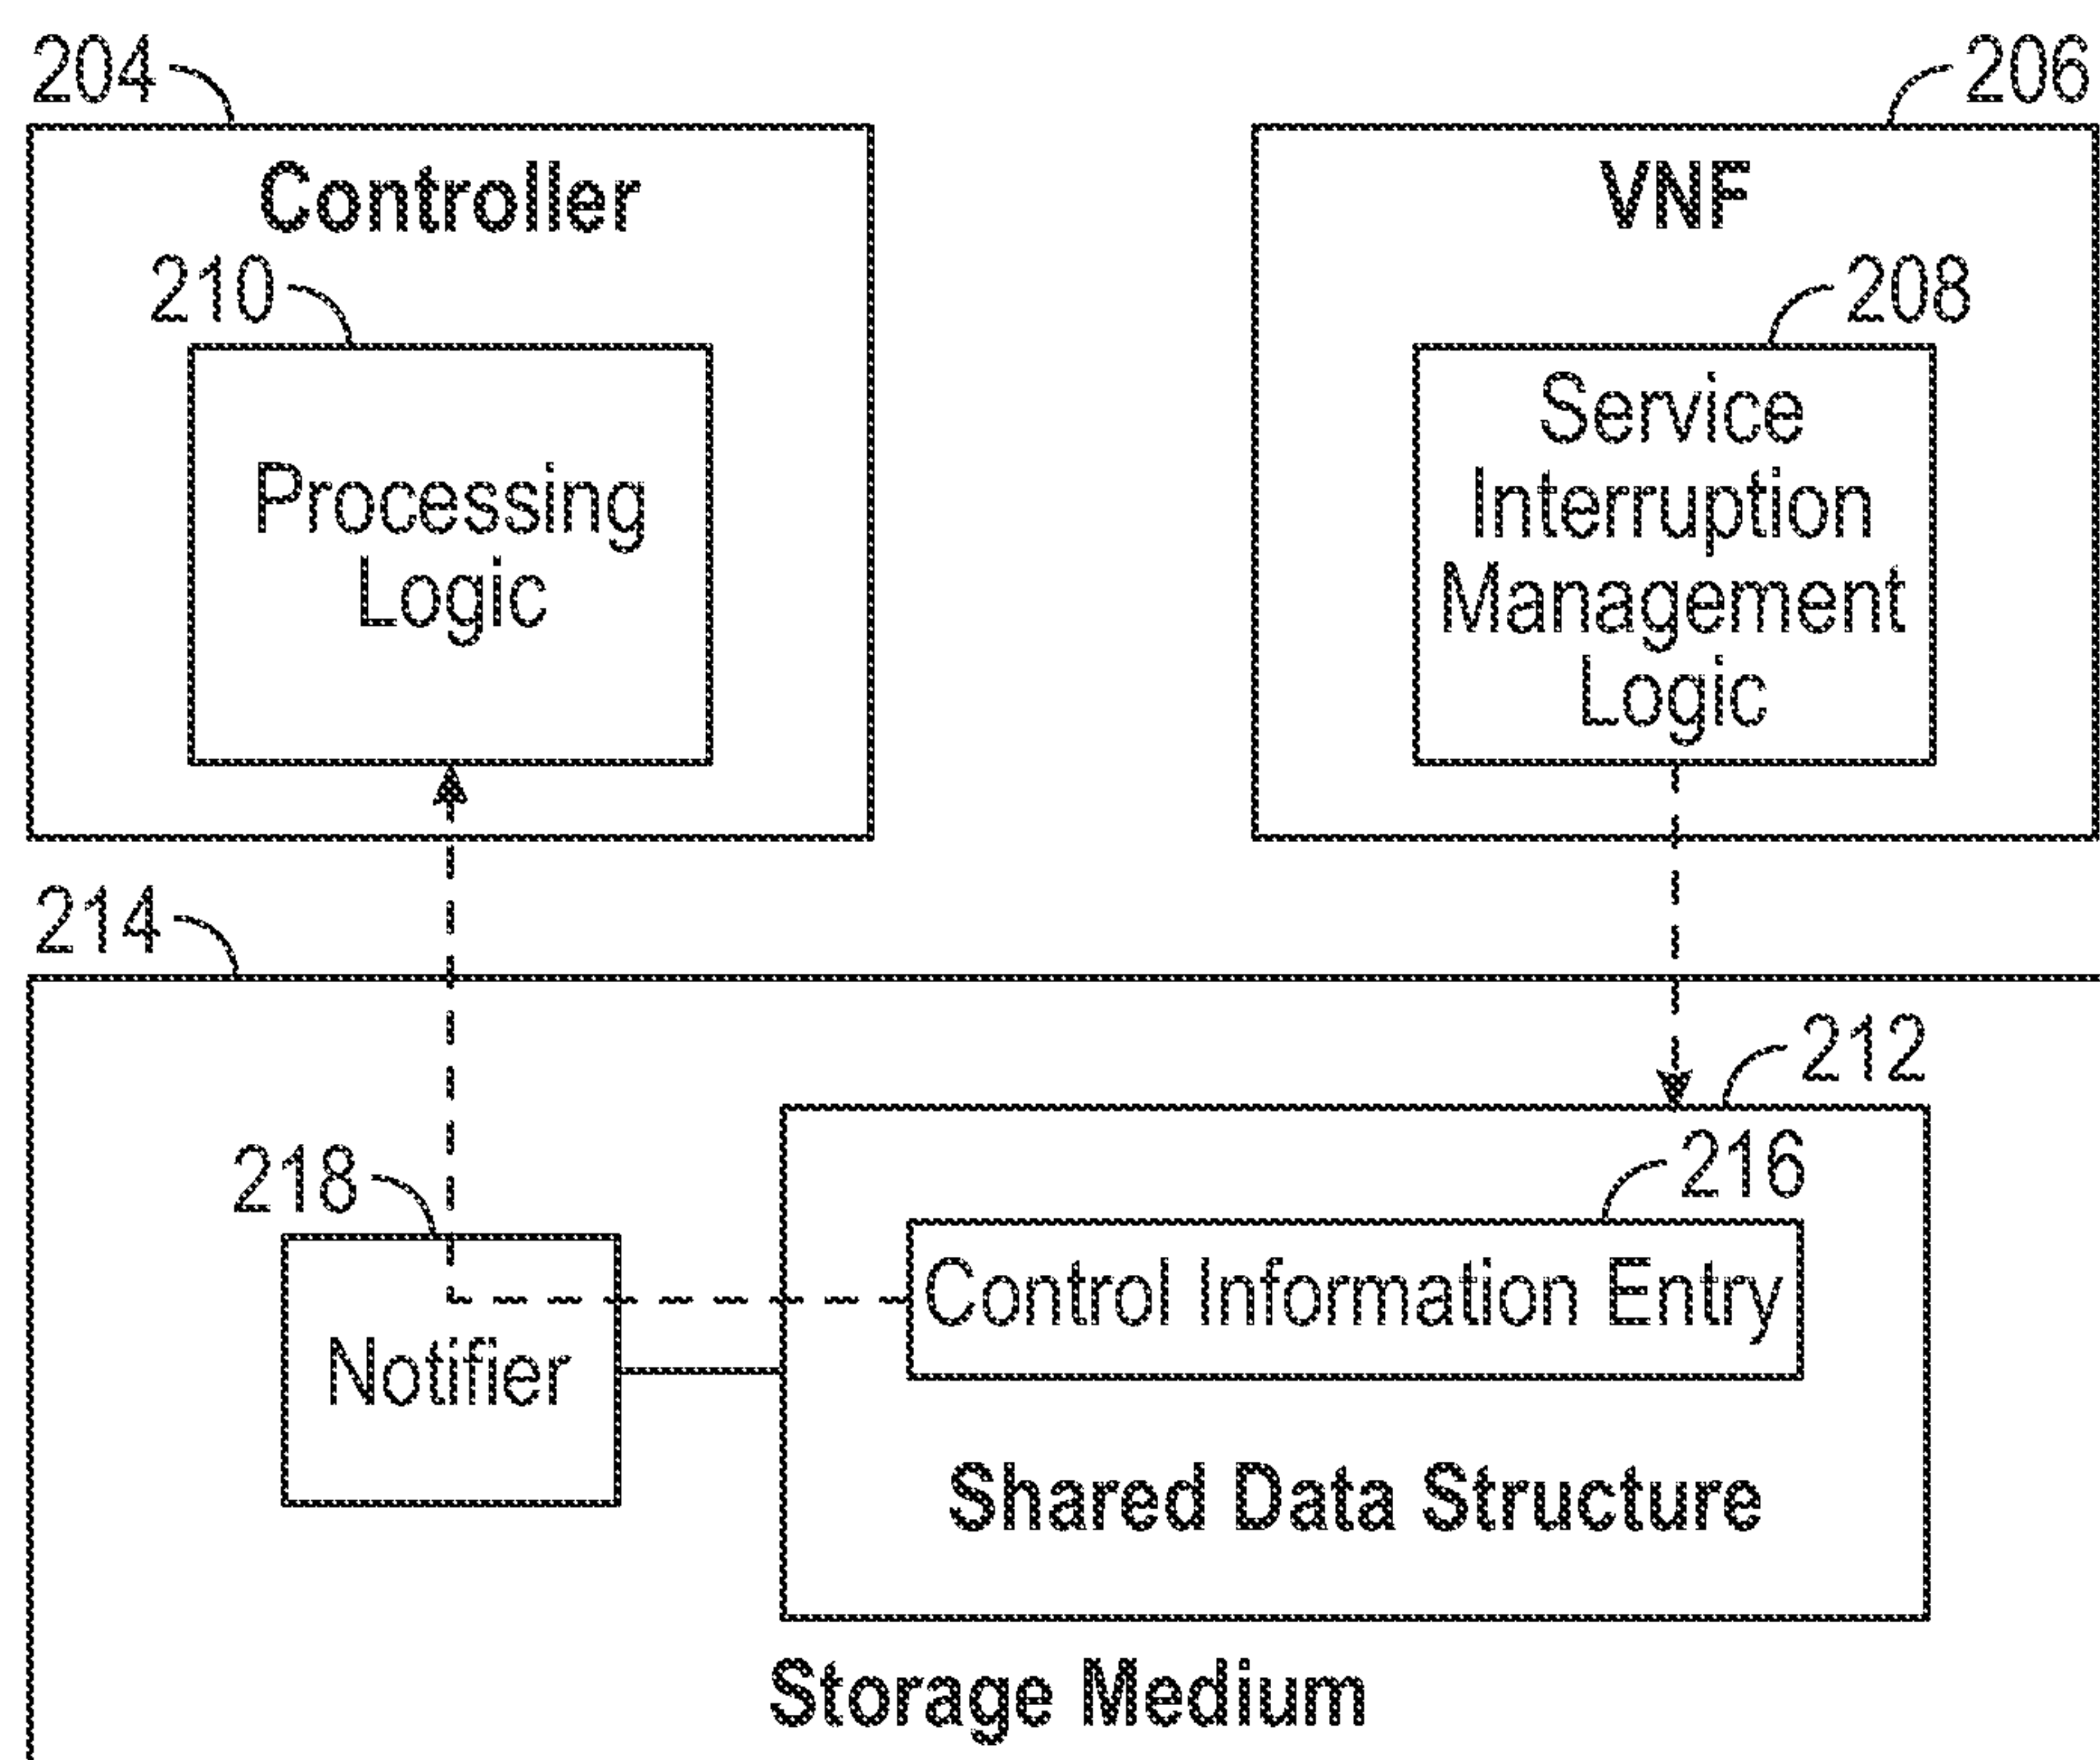 204
206
Controller
VNF
210
208
Processing
Logic
Service
Interruption
Management
Logic
214
212
218
216
Control Information Entry
Notifier
Shared Data Structure
Storage Medium